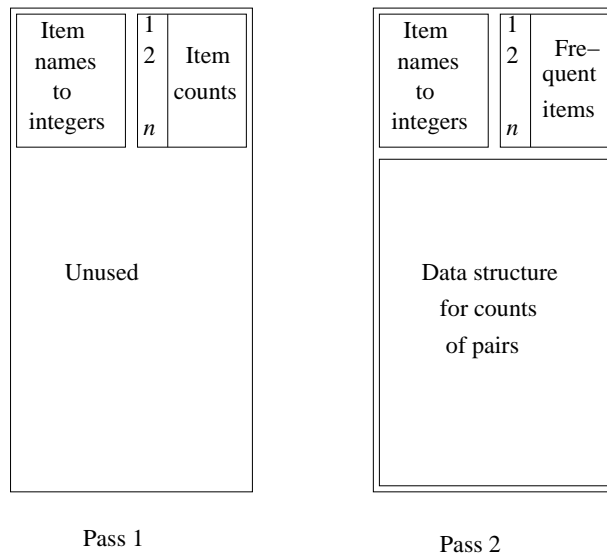 Item
names
to
integers
1
2
n
Item
counts
Unused
Pass 1
Item
names
to
integers
1
2
n
Fre–
quent
items
Data structure
for counts
of pairs
Pass 2